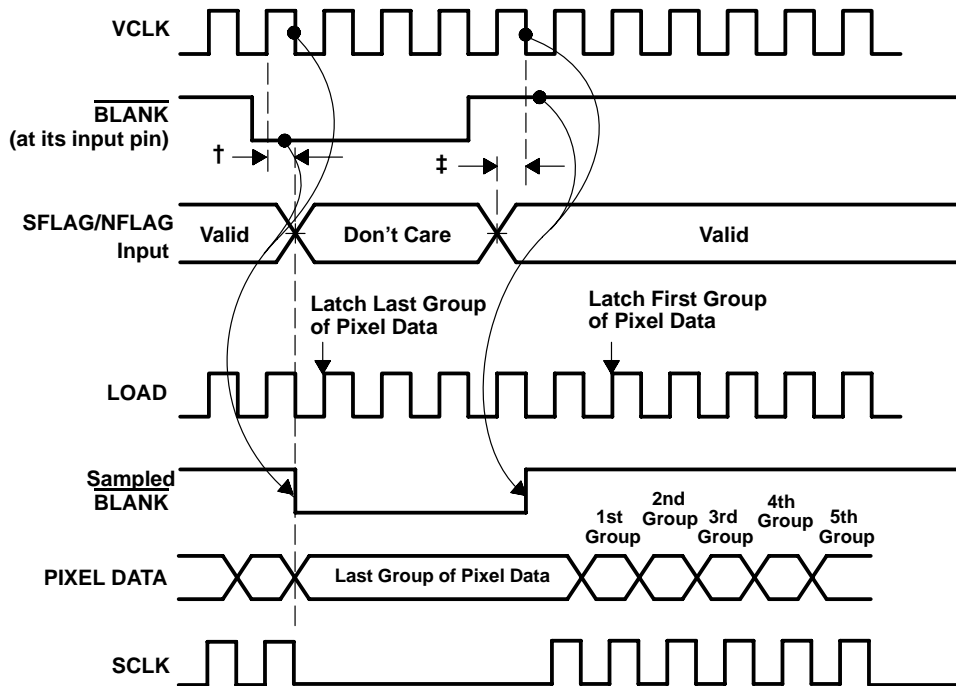 VCLK
BLANK
(at its input pin)
†
‡
SFLAG/NFLAG
Input
Valid
Don't Care
Valid
Latch Last Group
of Pixel Data
Latch First Group
of Pixel Data
LOAD
Sampled
BLANK
1st
Group
2nd
Group
3rd
Group
4th
Group
5th
Group
PIXEL DATA
Last Group of Pixel Data
SCLK